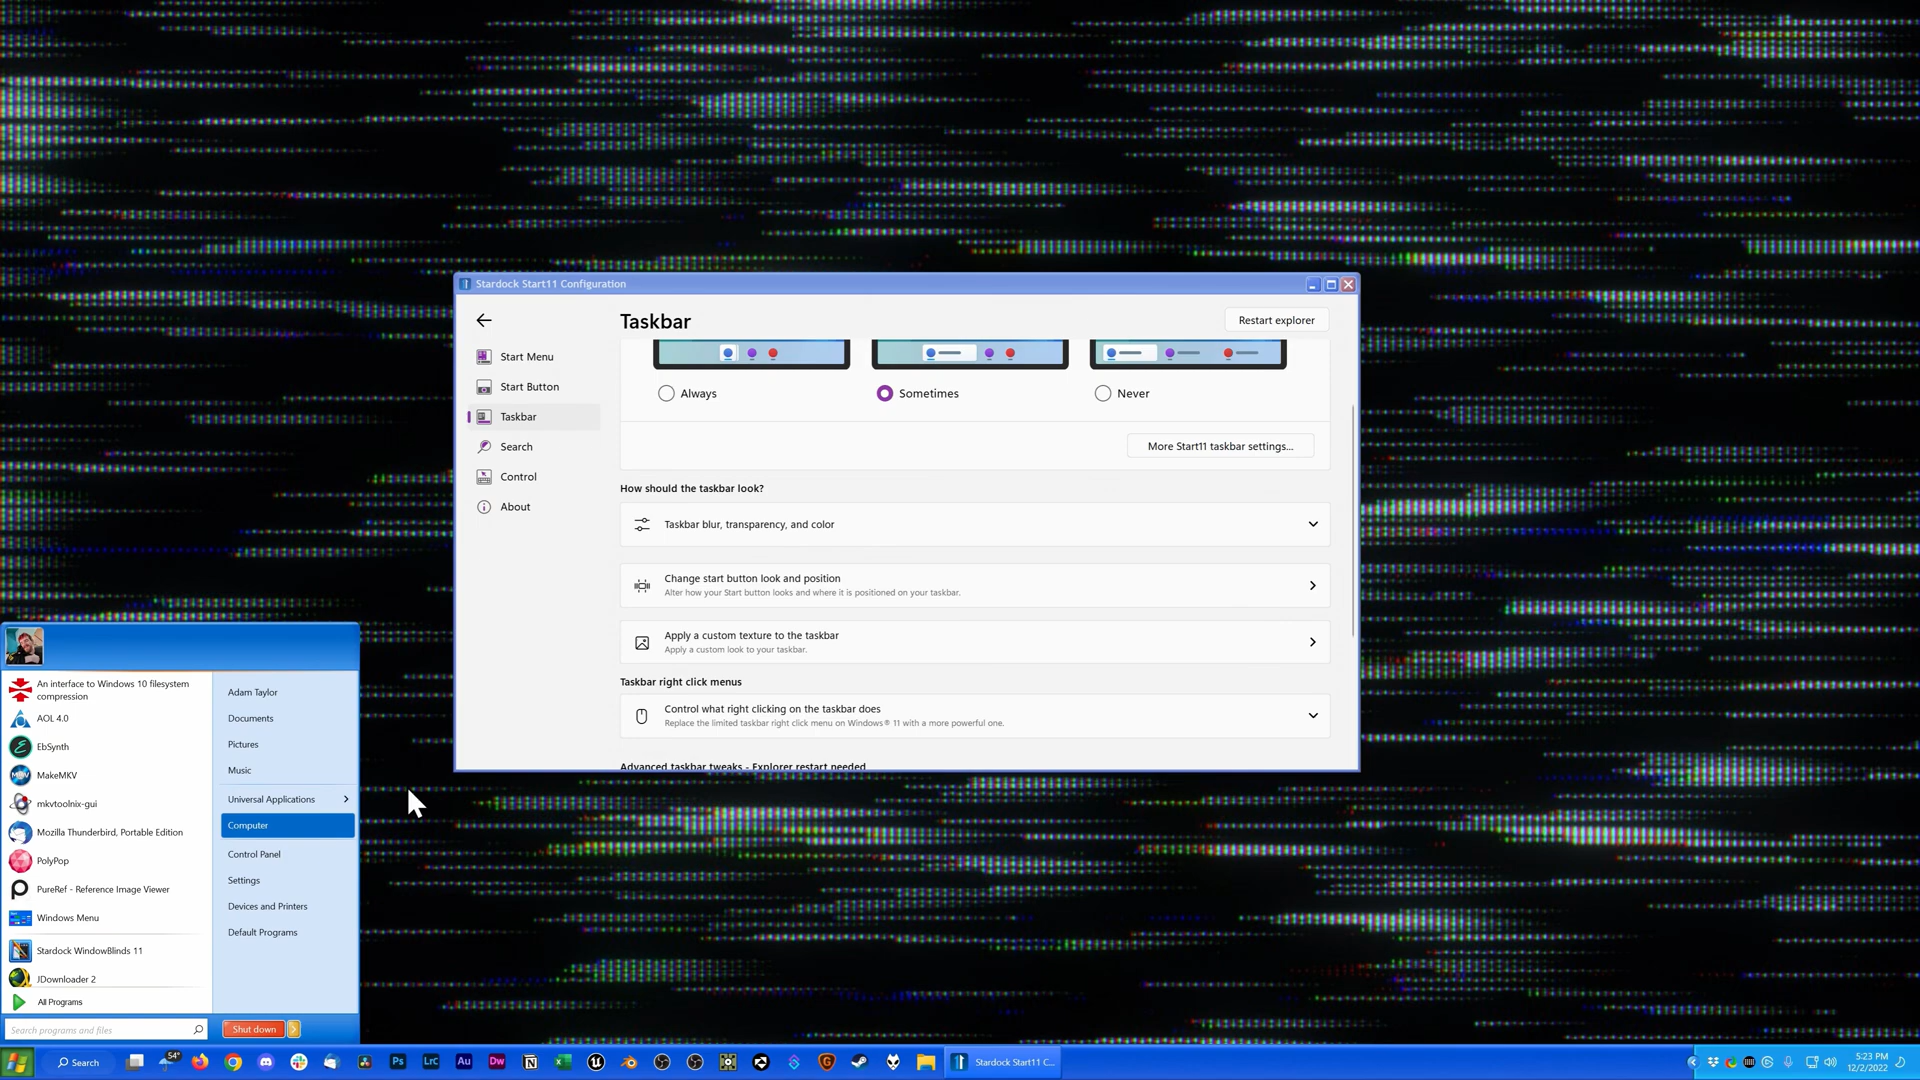 Stardock Start11 Configuration
Taskbar
Restart explorer
Start Menu
Start Button
Taskbar
Search
Control
About
Always
Sometimes
Never
More Start11 taskbar settings...
How should the taskbar look?
Taskbar blur, transparency, and color
Change start button look and position
Alter how your Start button looks and where it is positioned on your taskbar.
Apply a custom texture to the taskbar
Apply a custom look to your taskbar.
Taskbar right click menus
Control what right clicking on the taskbar does
Replace the limited taskbar right click menu on Windows® 11 with a more powerful one.
Advanced taskbar tweaks - Explorer restart needed
An interface to Windows 10 filesystem
compression
AOL 4.0
EbSynth
MakeMKV
mkvtoolnix-gui
Mozilla Thunderbird, Portable Edition
PolyPop
PureRef - Reference Image Viewer
Windows Menu
Stardock WindowBlinds 11
JDownloader 2
All Programs
Search programs and files
Adam Taylor
Documents
Pictures
Music
Universal Applications
Computer
Control Panel
Settings
Devices and Printers
Default Programs
Shut down
Search
54°
Ps
Lrc
Au
Dw
Stardock Start11 C...
5:23 PM
12/2/2022